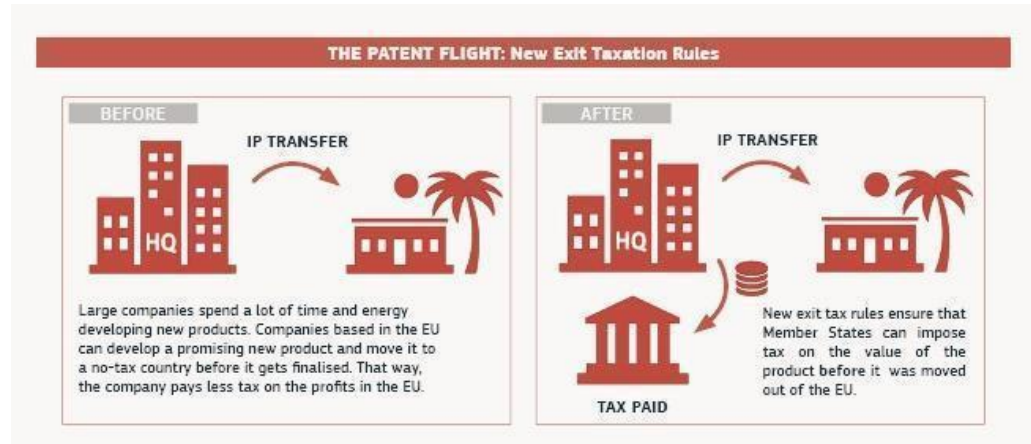 THE PATENT FLIGHT: New Exit Taxation Rules
BEFORE
IP TRANSFER
HQ
Large companies spend a lot of time and energy
developing new products. Companies based in the EU
can develop a promising new product and move it to
a no-tax country before it gets finalised. That way,
the company pays less tax on the profits in the EU.
AFTER
IP TRANSFER
HQ
New exit tax rules ensure that
Member States can impose
tax on the value of the
product before it was moved
out of the EU.
TAX PAID